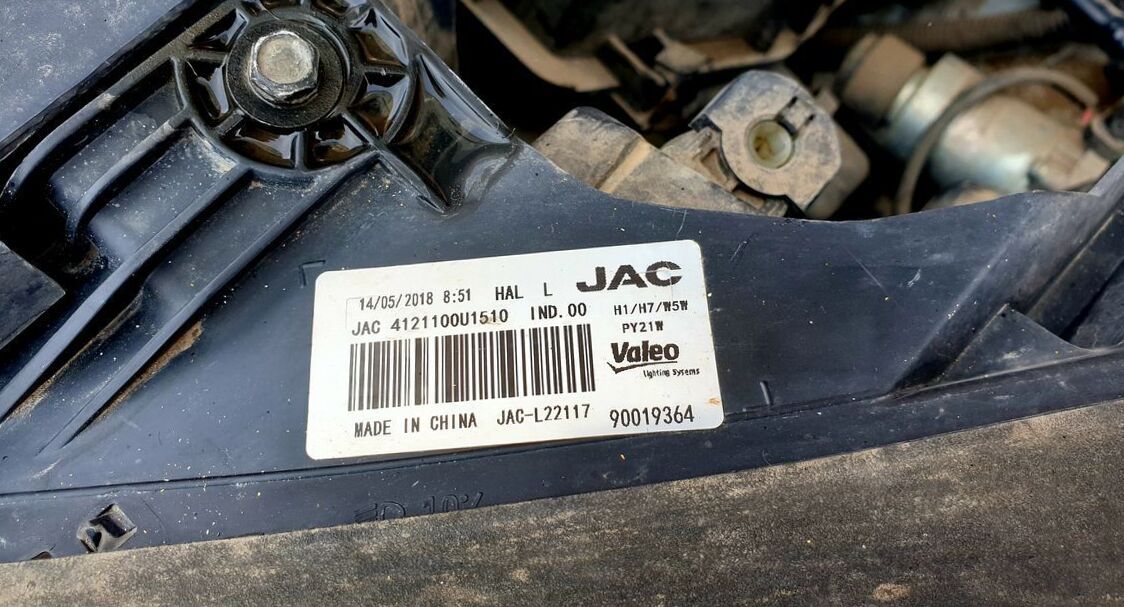 14/05/2018 8:51 HAL L JAC
JAC 4121100U1510 IND.00 H1/H7/W5W
PY21W
Valeo
lighting Systems
MADE IN CHINA JAC-L22117 90019364